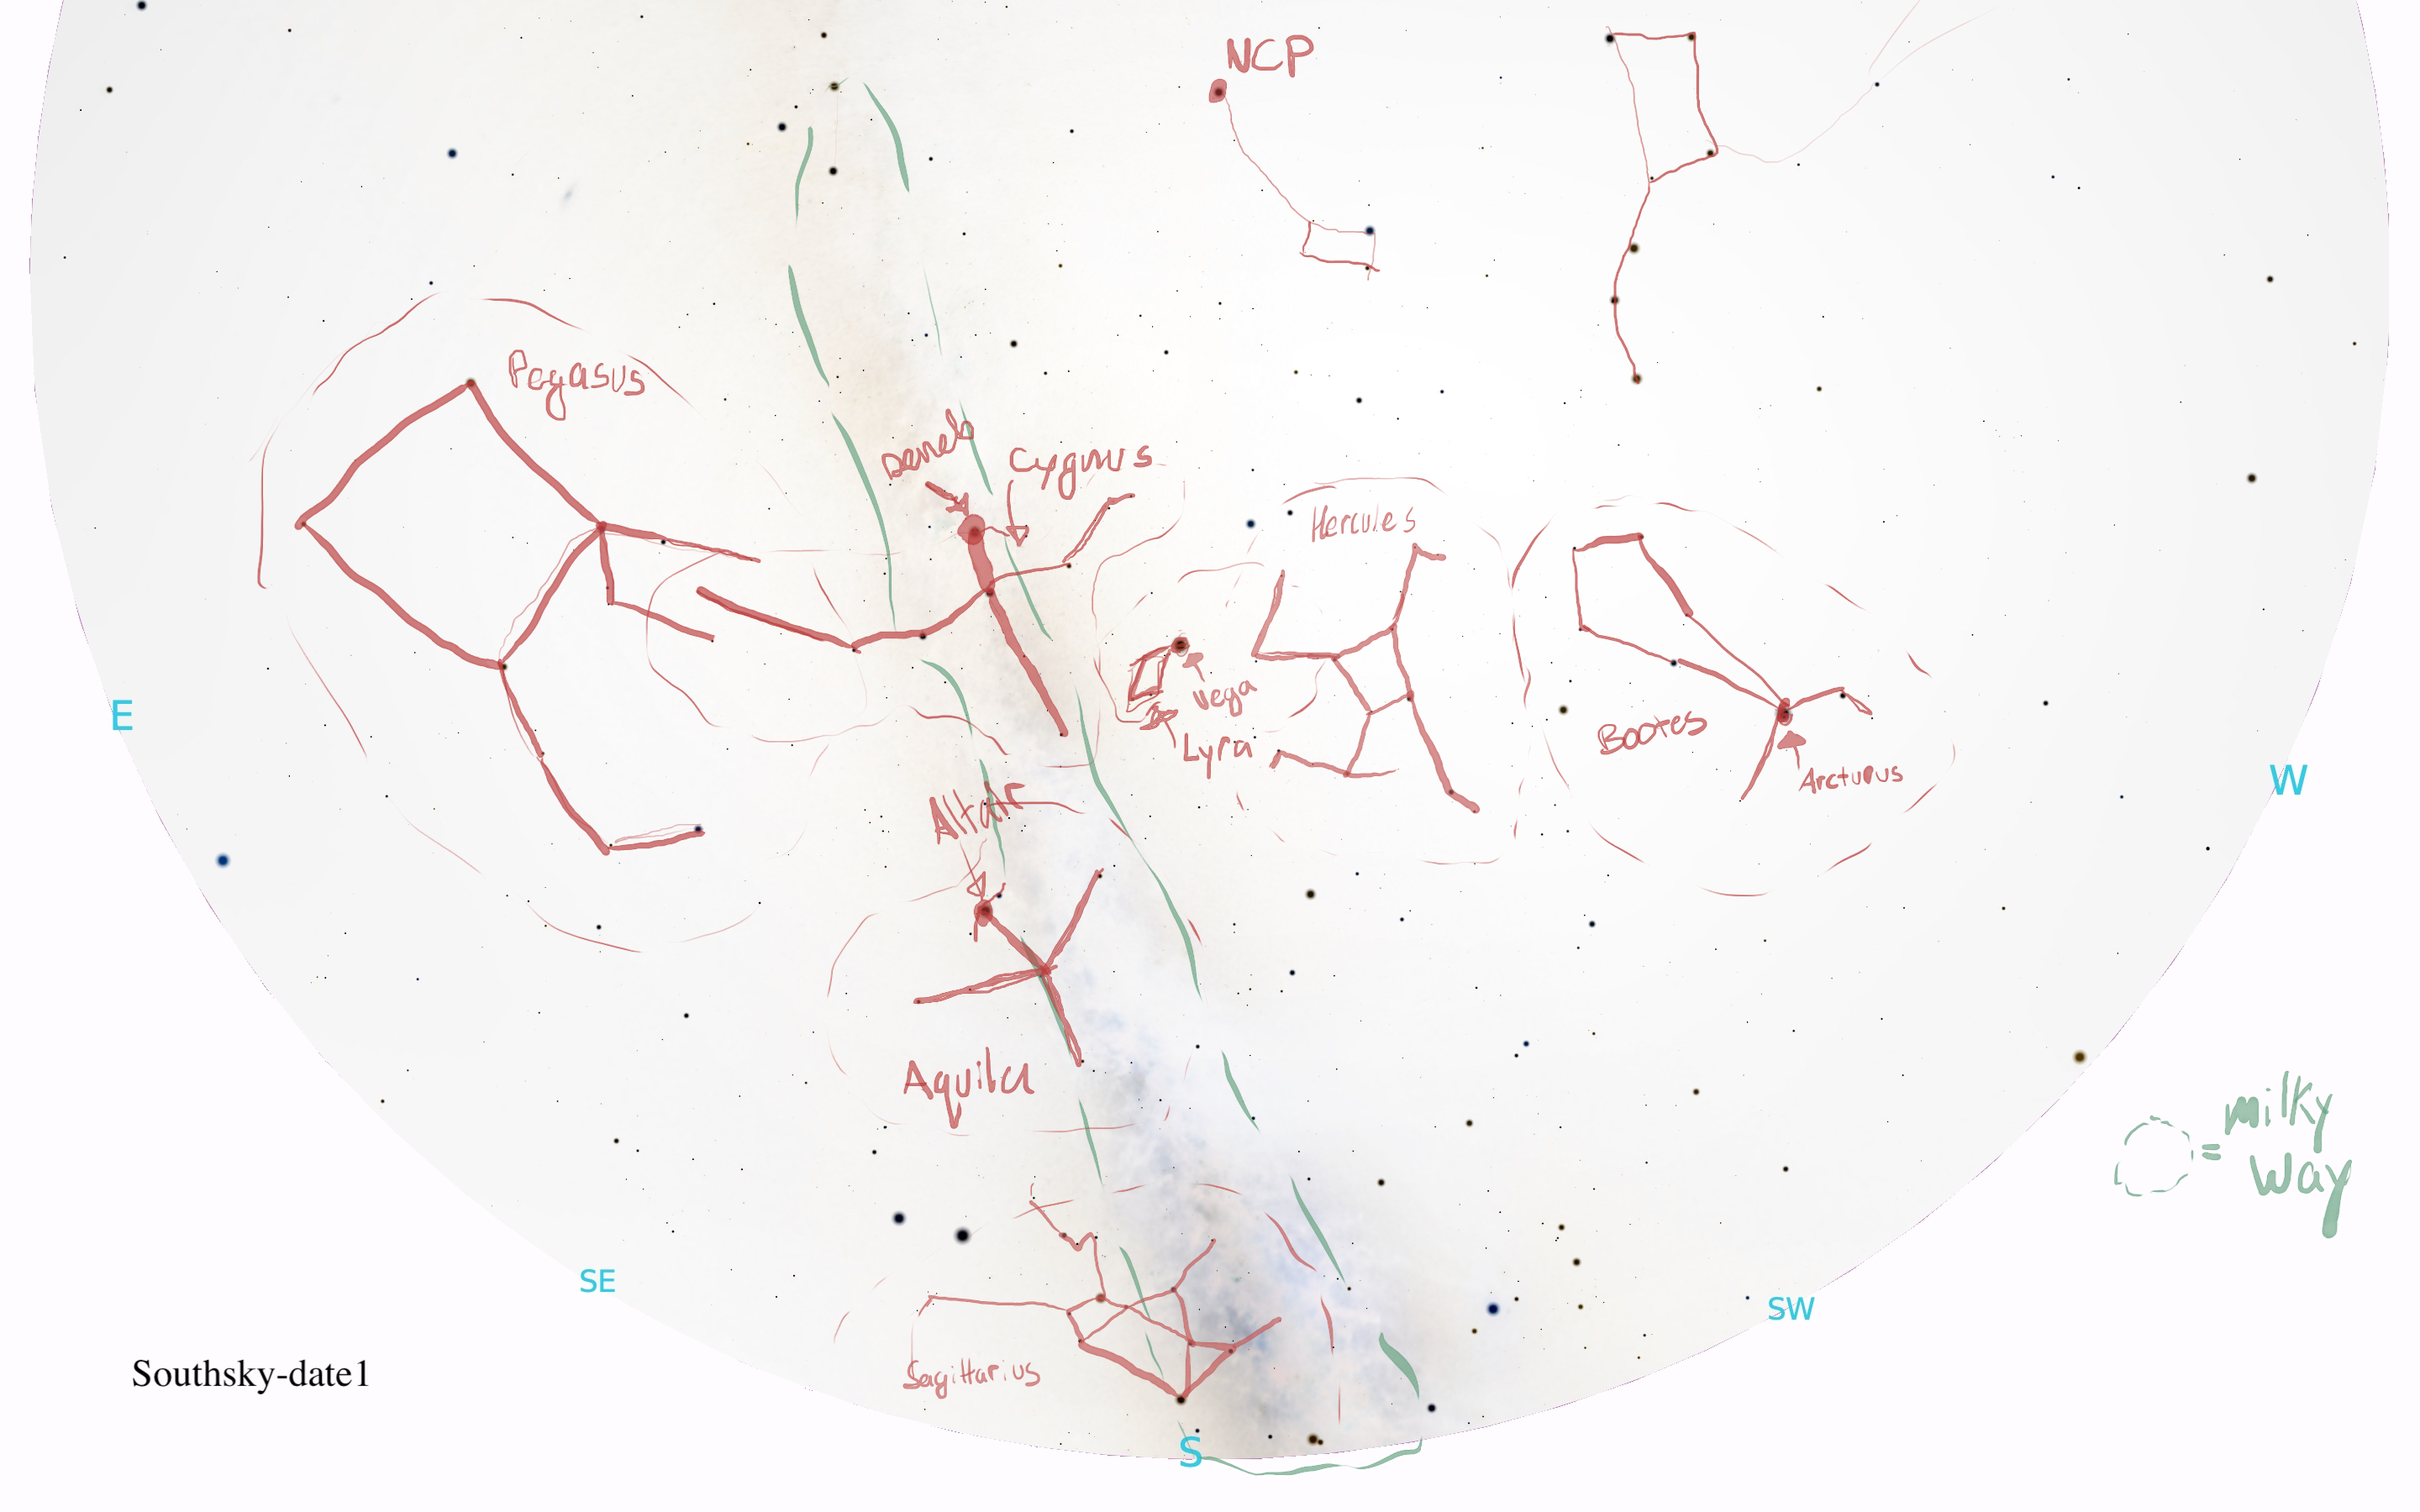 NCP
Pegasus
Deneb
Cygnus
Hercules
Vega
Lyra
Bootes
Arcturus
E
W
Altair
Aquila
milky
= way
SE
SW
Sagittarius
Southsky-date1
S